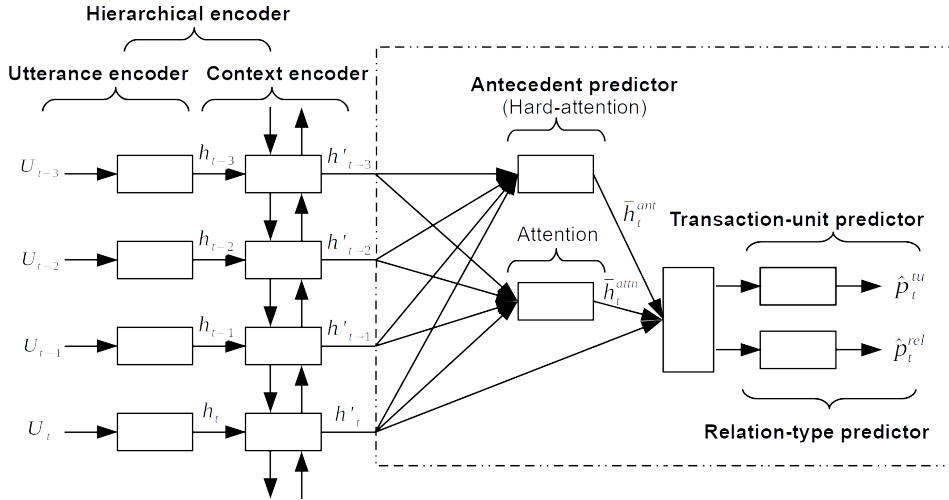 Hierarchical encoder
Utterance encoder
Context encoder
Antecedent predictor
(Hard-attention)
U_{t-3}
h_{t-3}
h'_{t-3}
h̄_t^{ant}
Transaction-unit predictor
Attention
U_{t-2}
h_{t-2}
h'_{t-2}
h̄_t^{attn}
p̂_t^{tu}
U_{t-1}
h_{t-1}
h'_{t-1}
p̂_t^{rel}
U_t
h_t
h'_t
Relation-type predictor